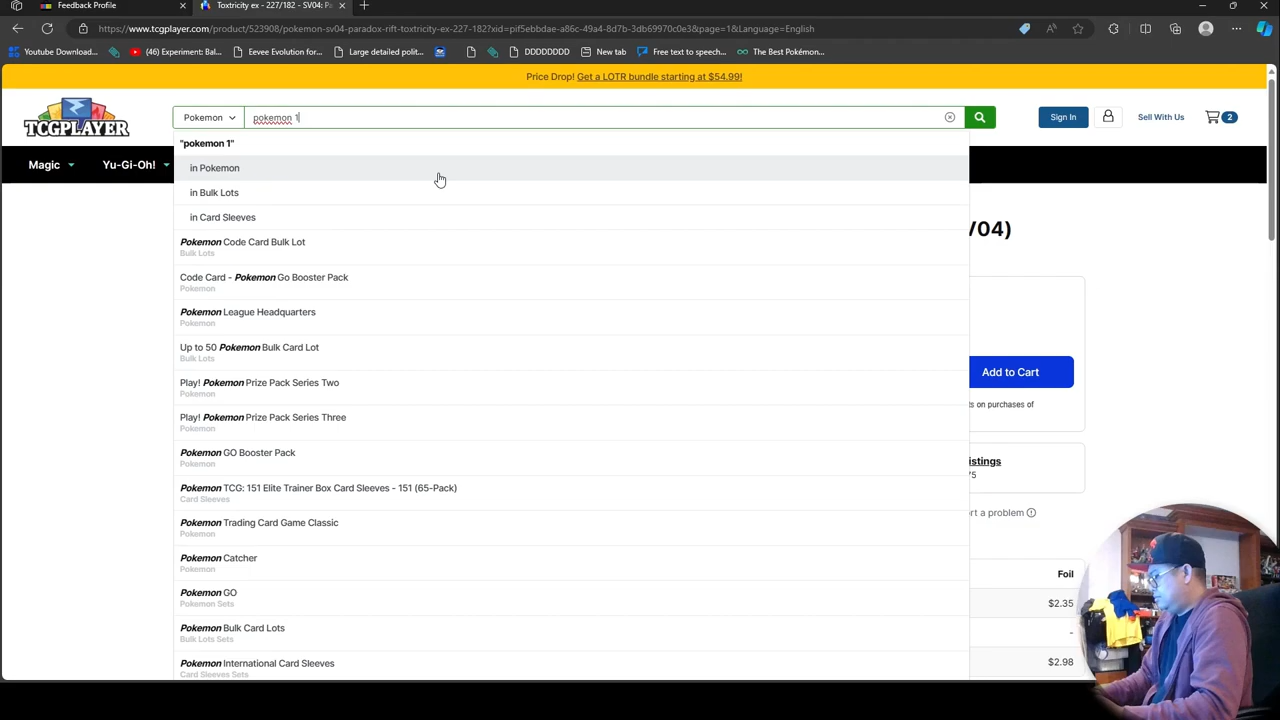 Feedback Profile
Toxtricity ex - 227/182 - SV04: Pa
https://www.tcgplayer.com/product/523908/pokemon-sv04-paradox-rift-toxtricity-ex-227-182?xid=pif5ebbdae-a86c-49a4-8d7b-3db69970c0e3&page=1&Language=English
Youtube Download...
(46) Experiment: Bal...
Eevee Evolution for...
Large detailed polit...
DDDDDDD
New tab
Free text to speech...
The Best Pokémon...
Price Drop! Get a LOTR bundle starting at $54.99!
TCGPLAYER
Pokemon
pokemon 1
Sign In
Sell With Us
2
Magic
Yu-Gi-Oh!
"pokemon 1"
in Pokemon
in Bulk Lots
in Card Sleeves
Pokemon Code Card Bulk Lot
Bulk Lots
Code Card - Pokemon Go Booster Pack
Pokemon
Pokemon League Headquarters
Pokemon
Up to 50 Pokemon Bulk Card Lot
Bulk Lots
Play! Pokemon Prize Pack Series Two
Pokemon
Play! Pokemon Prize Pack Series Three
Pokemon
Pokemon GO Booster Pack
Pokemon
Pokemon TCG: 151 Elite Trainer Box Card Sleeves - 151 (65-Pack)
Card Sleeves
Pokemon Trading Card Game Classic
Pokemon
Pokemon Catcher
Pokemon
Pokemon GO
Pokemon Sets
Pokemon Bulk Card Lots
Bulk Lots Sets
Pokemon International Card Sleeves
Card Sleeves Sets
V04)
Add to Cart
ts on purchases of
istings
75
ort a problem
Foil
$2.35
-
$2.98